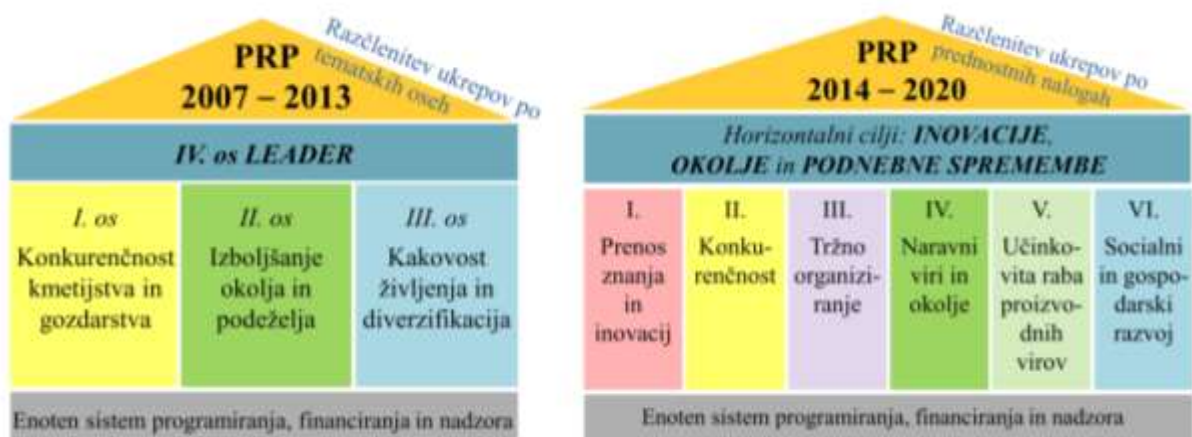 PRP
2007 – 2013
Razčlenitev ukrepov po
tematskih oseh
IV. os LEADER
I. os
Konkurenčnost
kmetijstva in
gozdarstva
II. os
Izboljšanje
okolja in
podeželja
III. os
Kakovost
življenja in
diverzifikacija
Enoten sistem programiranja, financiranja in nadzora
PRP
2014 – 2020
Razčlenitev ukrepov po
prednostnih nalogah
Horizontalni cilji: INOVACIJE,
OKOLJE in PODNEBNE SPREMEMBE
I.
Prenos
znanja
in
inovacij
II.
Konku-
renčnost
III.
Tržno
organizi-
ranje
IV.
Naravni
viri in
okolje
V.
Učinko-
vita raba
proizvo-
dnih
virov
VI.
Socialni
in gospo-
darski
razvoj
Enoten sistem programiranja, financiranja in nadzora